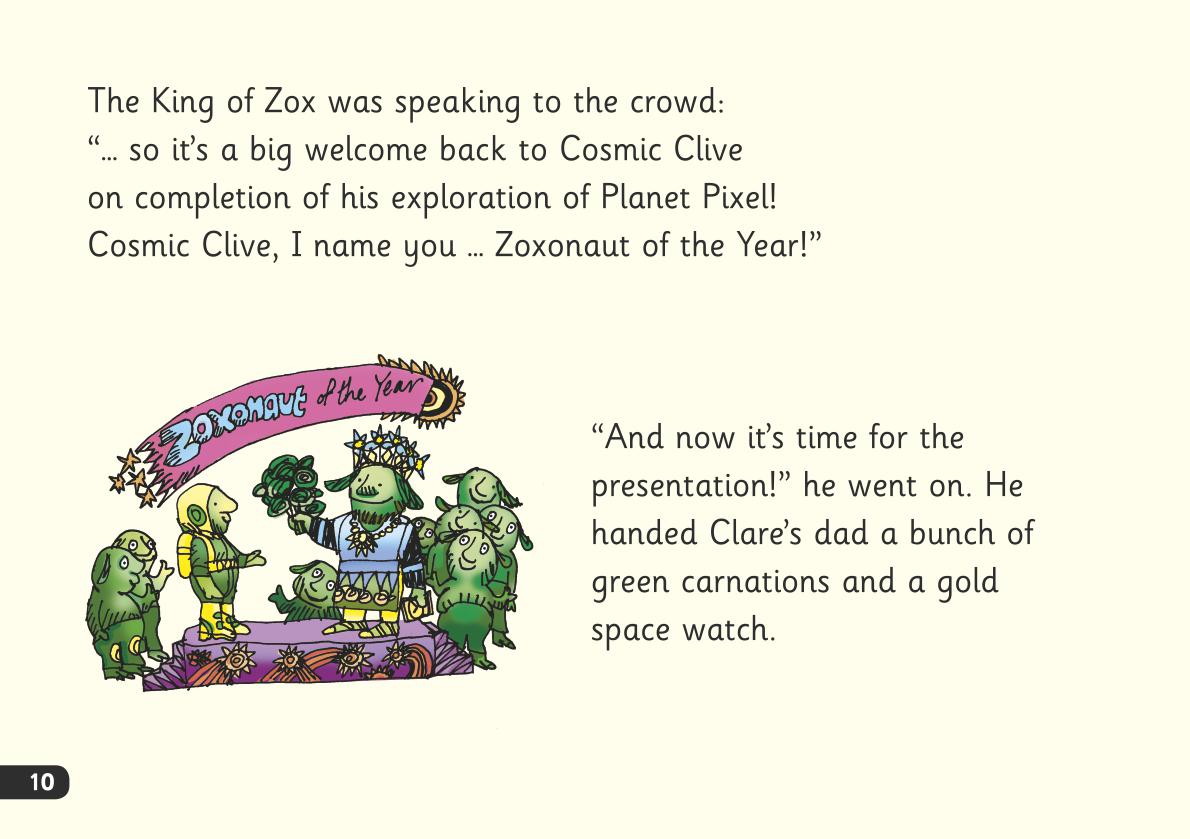 The King of Zox was speaking to the crowd:
“... so it’s a big welcome back to Cosmic Clive
on completion of his exploration of Planet Pixel!
Cosmic Clive, I name you ... Zoxonaut of the Year!”
Zoxonaut of the Year
“And now it’s time for the
presentation!” he went on. He
handed Clare’s dad a bunch of
green carnations and a gold
space watch.
10